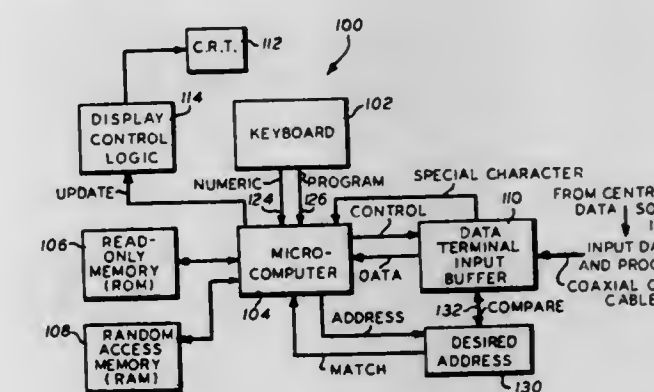 100
C.R.T.
112
114
DISPLAY
CONTROL
LOGIC
102
KEYBOARD
UPDATE
NUMERIC
PROGRAM
124
126
SPECIAL CHARACTER
110
DATA
TERMINAL
INPUT
BUFFER
FROM CENTR
DATA SO
INPUT DA
AND PROG
COAXIAL C
CABLE
CONTROL
DATA
MICRO-
COMPUTER
104
106
READ-
ONLY
MEMORY
(ROM)
108
RANDOM
ACCESS
MEMORY
(RAM)
ADDRESS
MATCH
132
COMPARE
DESIRED
ADDRESS
130